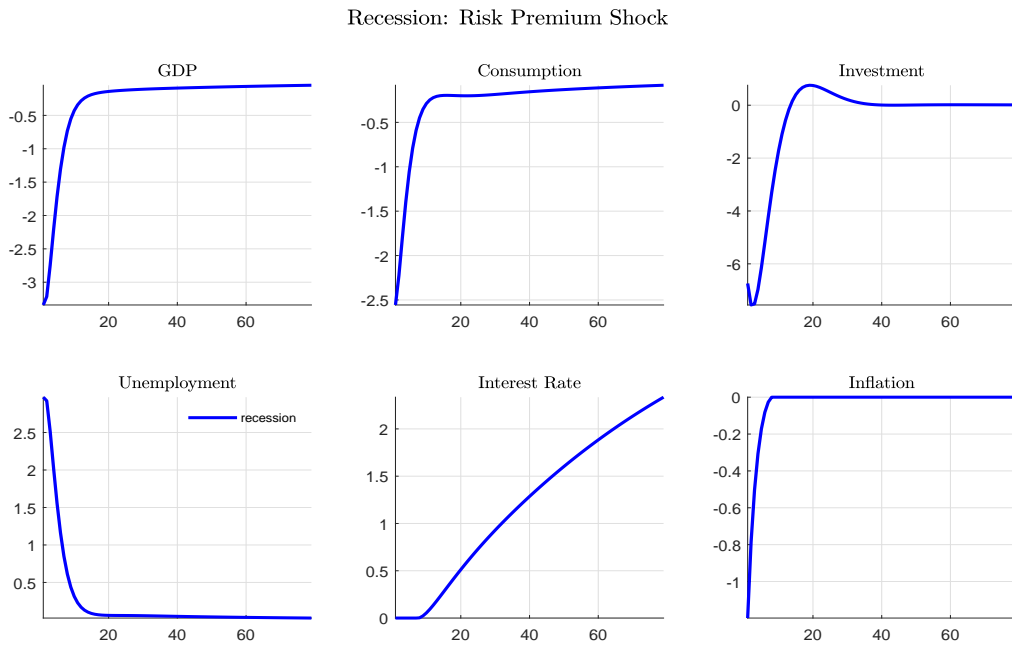 Recession: Risk Premium Shock
GDP
-0.5
-1
-1.5
-2
-2.5
-3
20 40 60
Consumption
-0.5
-1
-1.5
-2
-2.5
20 40 60
Investment
0
-2
-4
-6
20 40 60
Unemployment
recession
2.5
2
1.5
1
0.5
20 40 60
Interest Rate
2
1.5
1
0.5
0
20 40 60
Inflation
0
-0.2
-0.4
-0.6
-0.8
-1
20 40 60